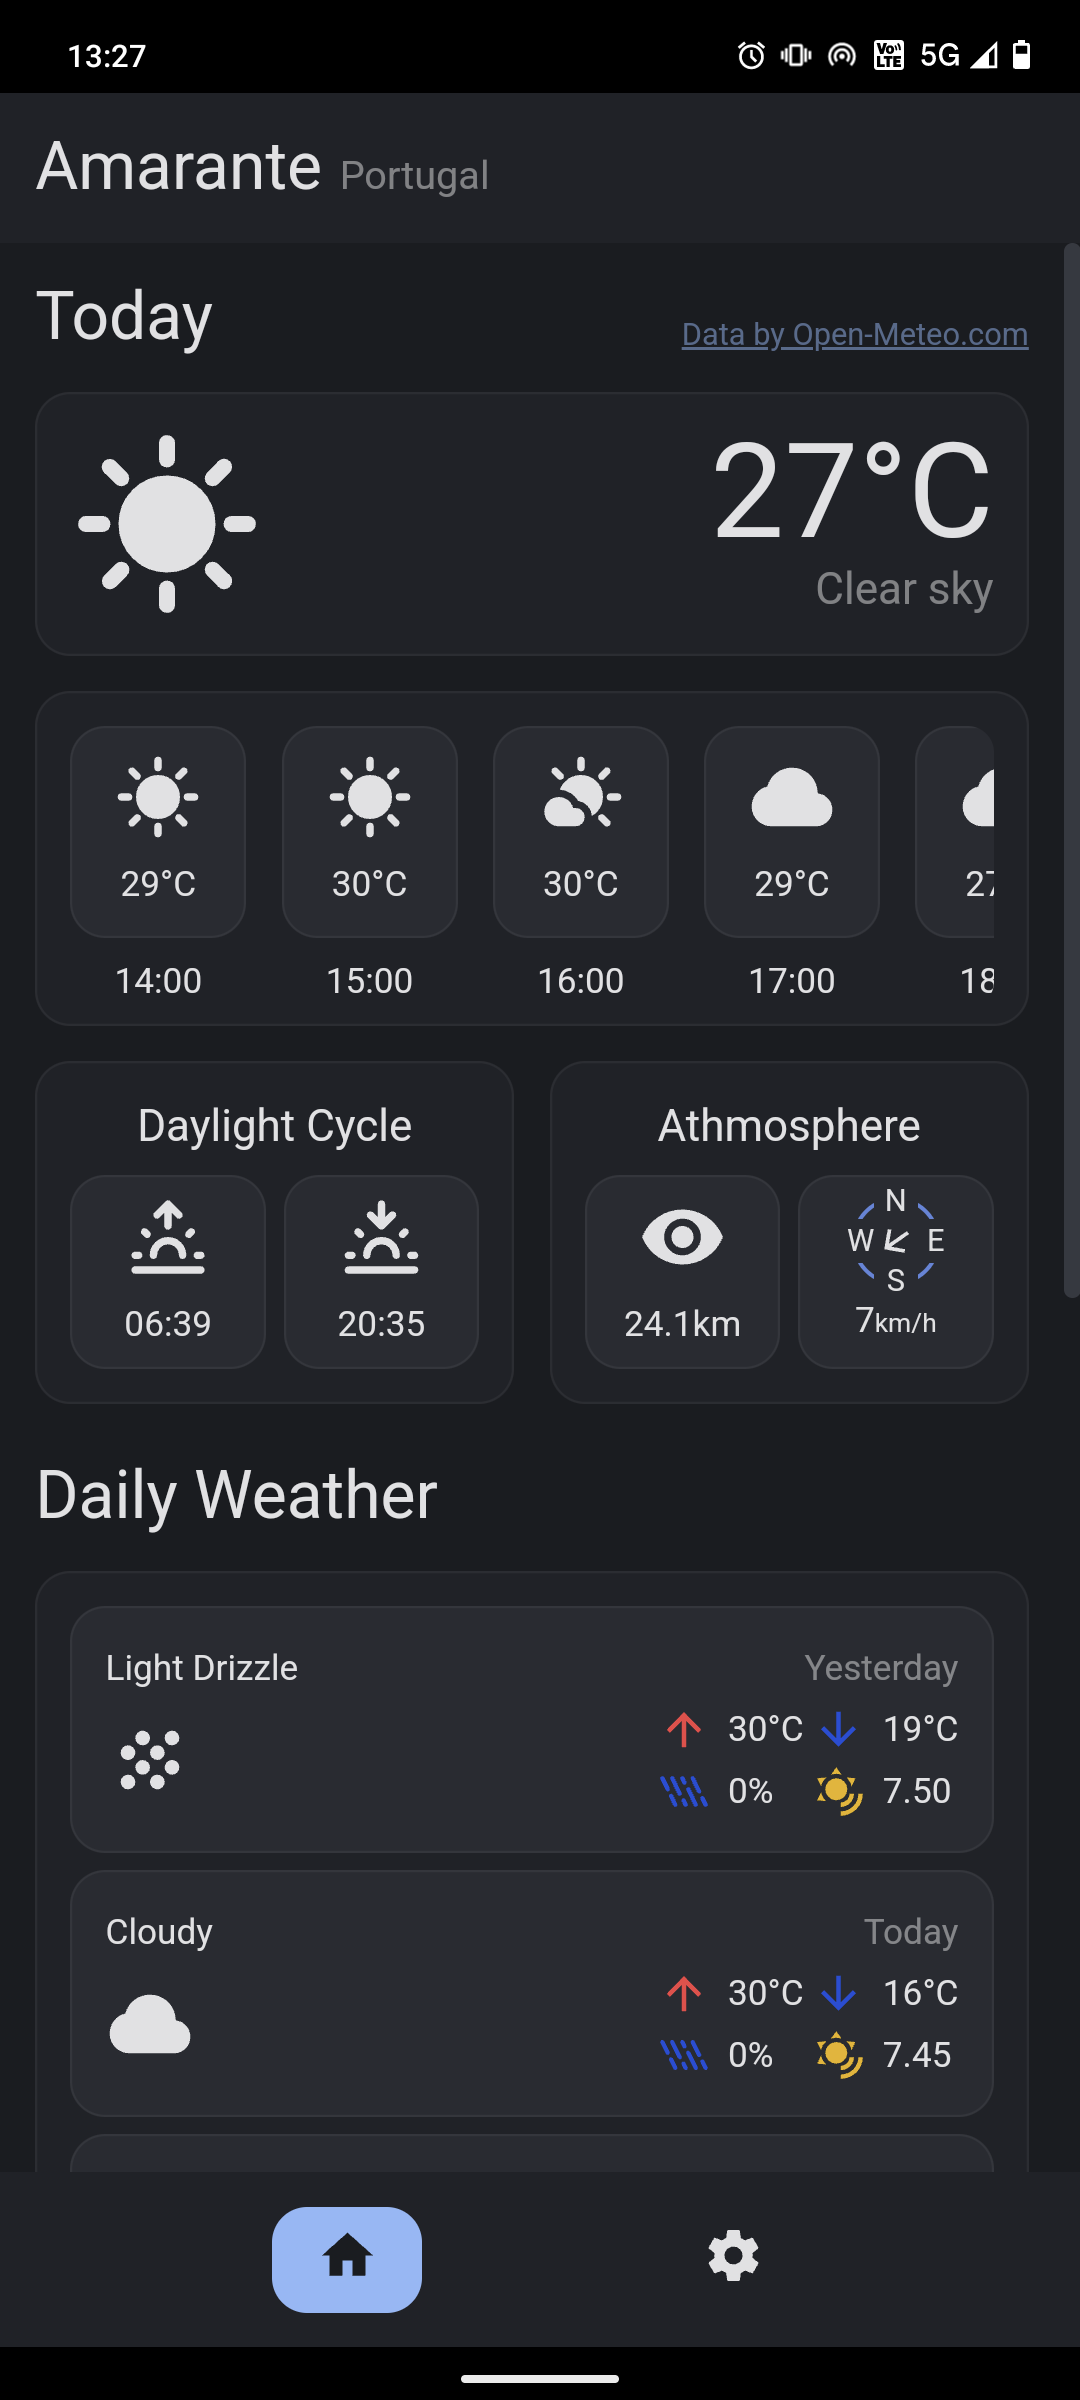 13:27 VoLTE 5G
Amarante Portugal
Today
Data by Open-Meteo.com
27°C
Clear sky
29°C 30°C 30°C 29°C 27
14:00 15:00 16:00 17:00 18
Daylight Cycle
06:39 20:35
Athmosphere
24.1km
N
W E
S
7km/h
Daily Weather
Light Drizzle Yesterday
30°C 19°C
0% 7.50
Cloudy Today
30°C 16°C
0% 7.45